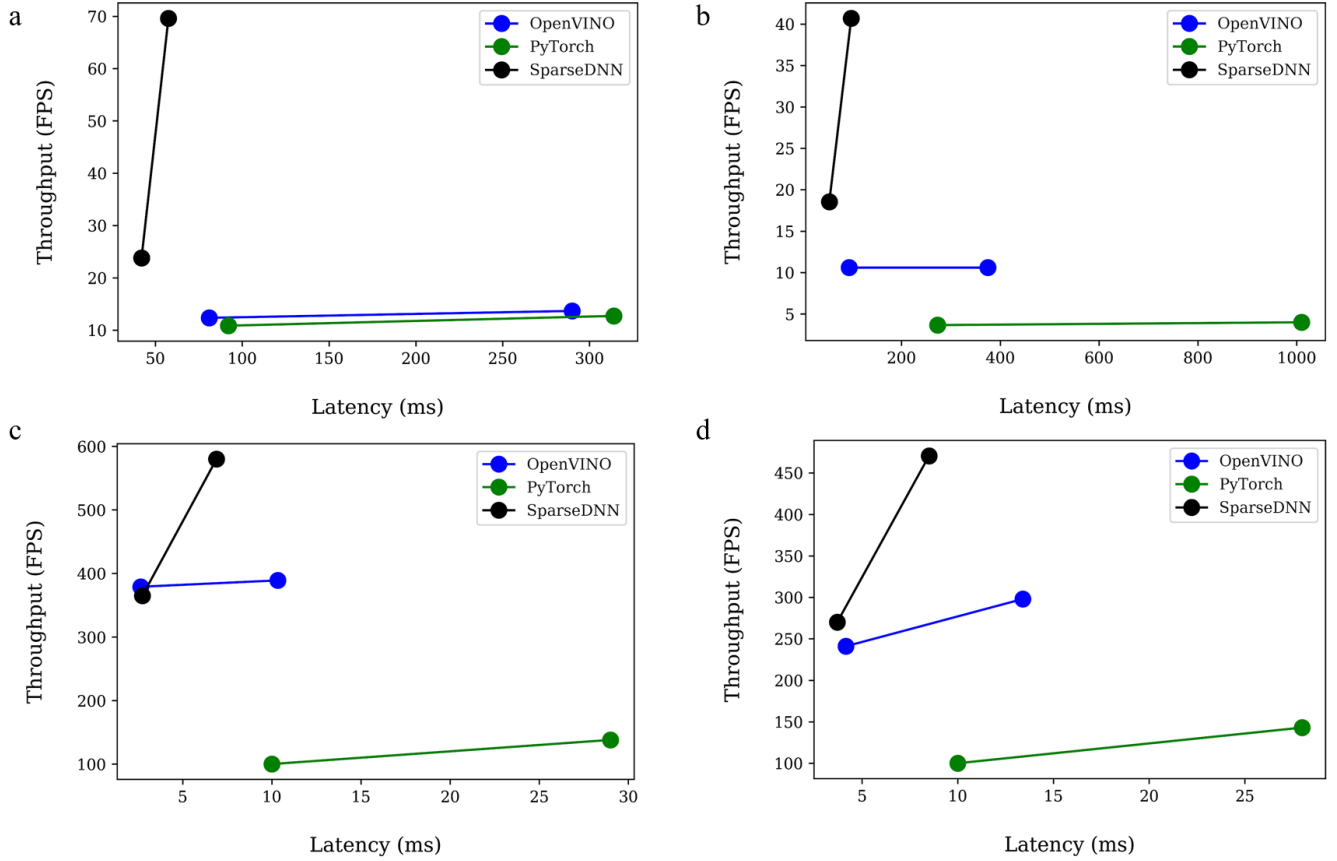 a
70
60
50
40
30
20
10
Throughput (FPS)
50 100 150 200 250 300
Latency (ms)
OpenVINO
PyTorch
SparseDNN
b
40
35
30
25
20
15
10
5
Throughput (FPS)
200 400 600 800 1000
Latency (ms)
OpenVINO
PyTorch
SparseDNN
c
600
500
400
300
200
100
Throughput (FPS)
5 10 15 20 25 30
Latency (ms)
OpenVINO
PyTorch
SparseDNN
d
450
400
350
300
250
200
150
100
Throughput (FPS)
5 10 15 20 25
Latency (ms)
OpenVINO
PyTorch
SparseDNN